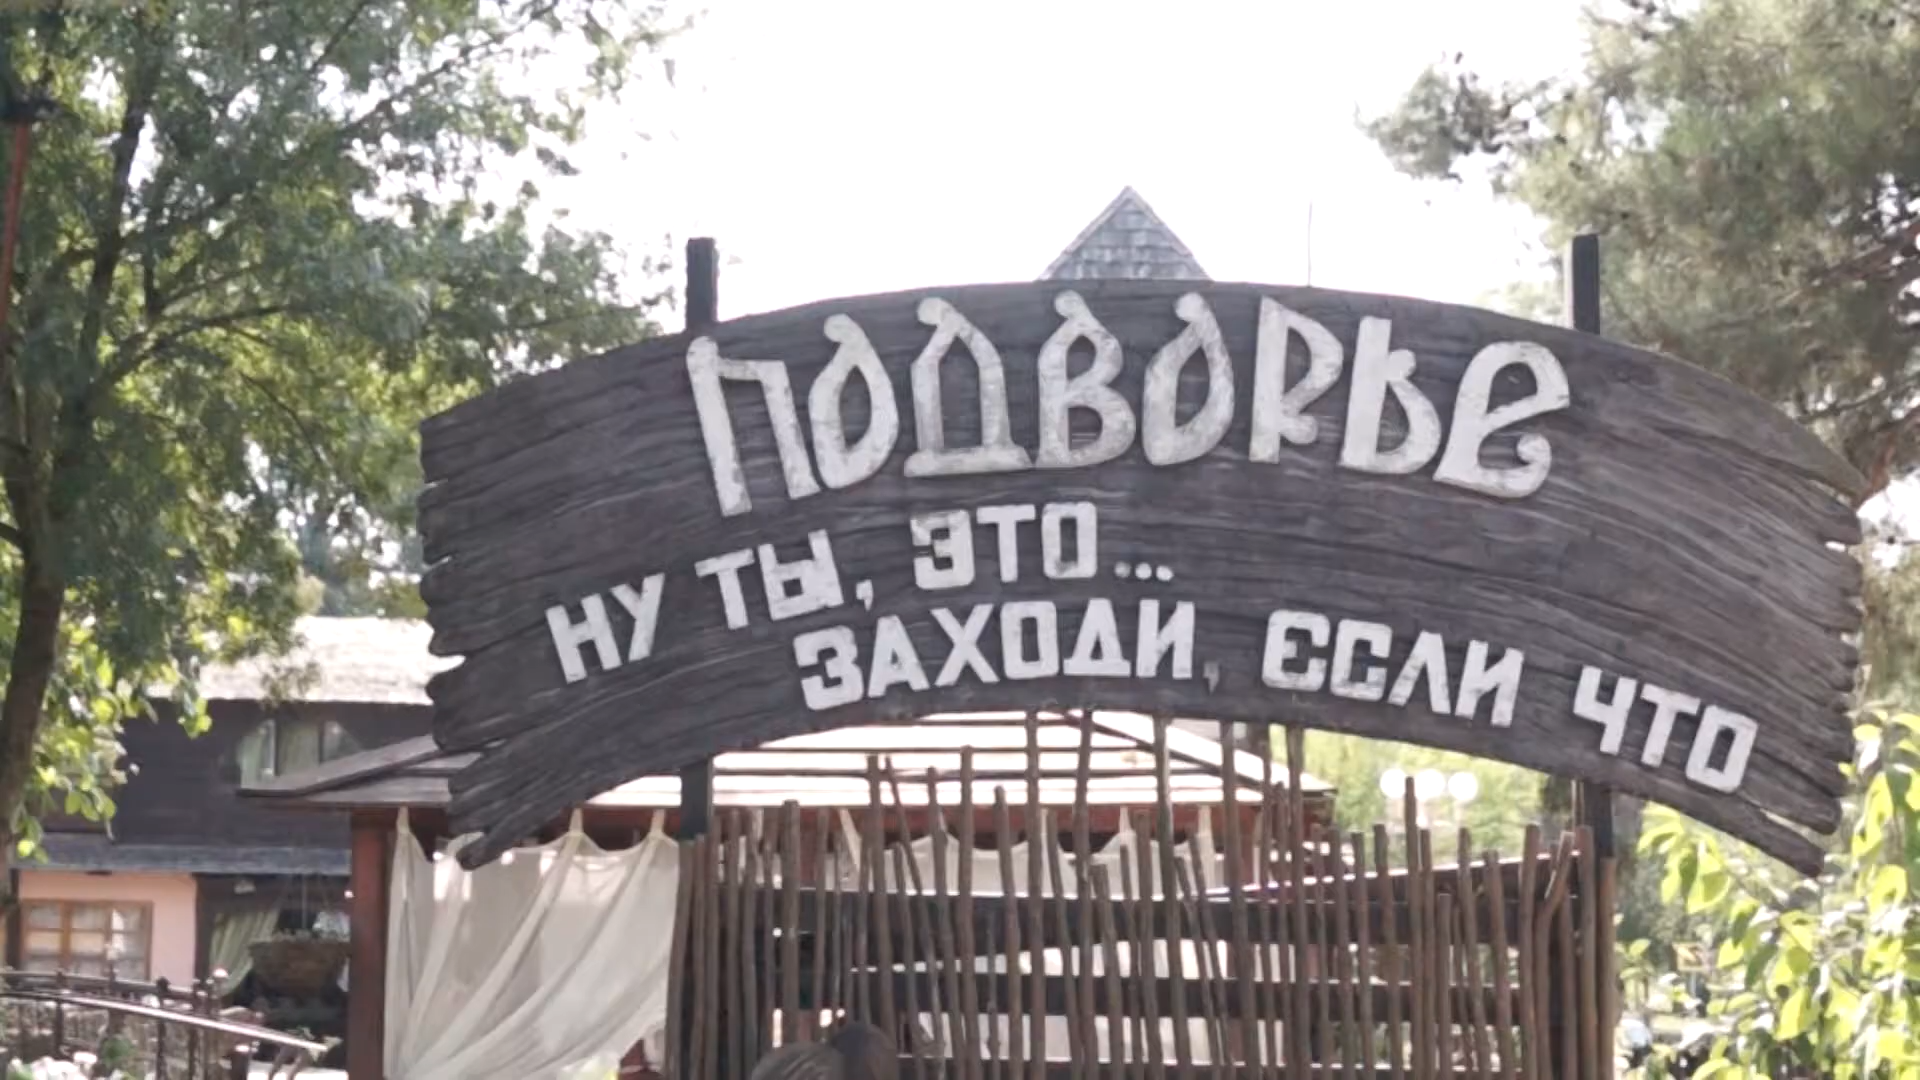 ПОДВОРЬЕ
НУ ТЫ, ЭТО...
ЗАХОДИ, ЕСЛИ ЧТО